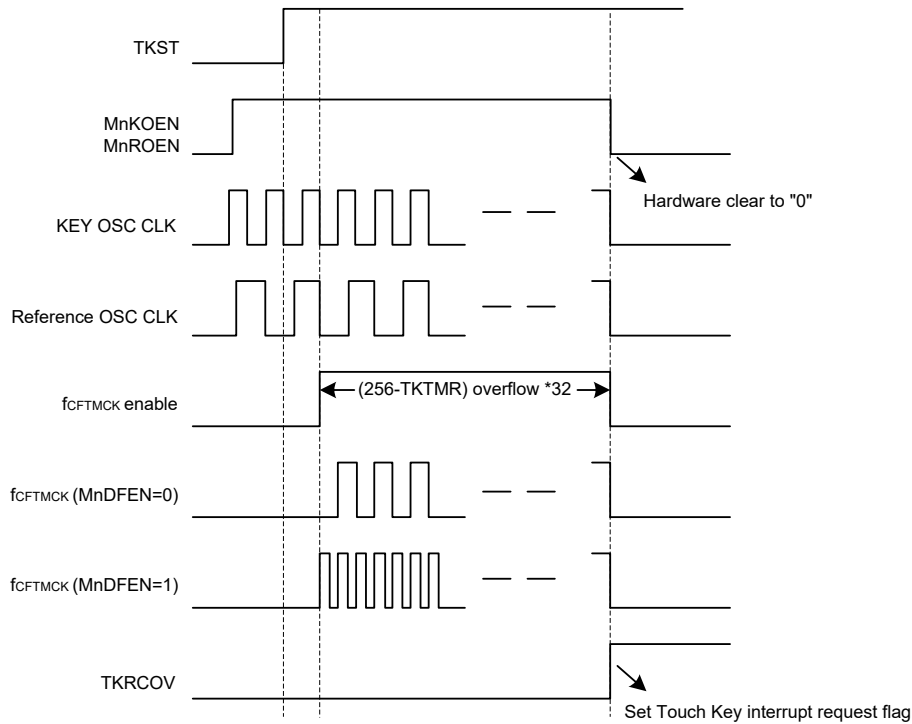 TKST
MnKOEN
MnROEN
Hardware clear to "0"
KEY OSC CLK
Reference OSC CLK
(256-TKTMR) overflow *32
fCFTMCK enable
fCFTMCK (MnDFEN=0)
fCFTMCK (MnDFEN=1)
TKRCOV
Set Touch Key interrupt request flag